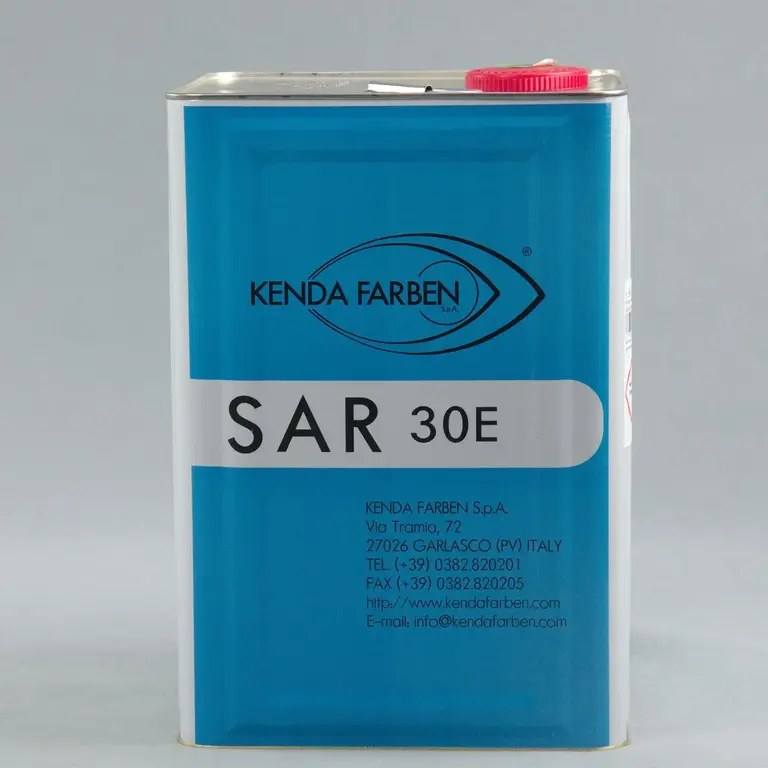 ®
KENDA FARBEN
S.p.A.
SAR 30E
KENDA FARBEN S.p.A.
Via Tramia, 72
27026 GARLASCO (PV) ITALY
TEL. (+39) 0382.820201
FAX (+39) 0382.820205
http://www.kendafarben.com
E-mail: info@kendafarben.com